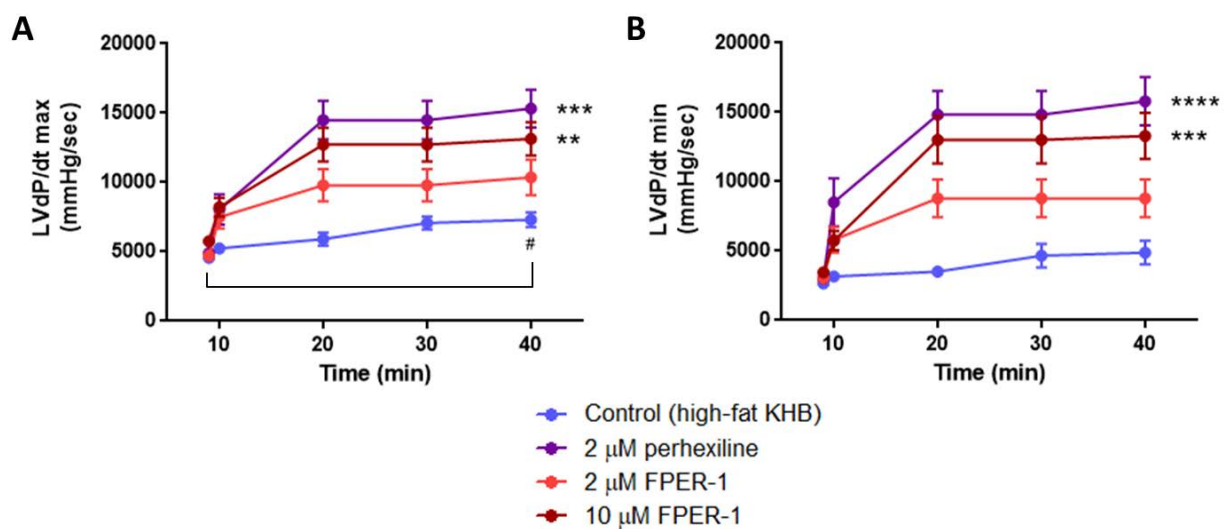 A
LVdP/dt max
(mmHg/sec)
20000
15000
10000
5000
0
***
**
#
10 20 30 40
Time (min)
B
LVdP/dt min
(mmHg/sec)
20000
15000
10000
5000
0
****
***
10 20 30 40
Time (min)
Control (high-fat KHB)
2 μM perhexiline
2 μM FPER-1
10 μM FPER-1